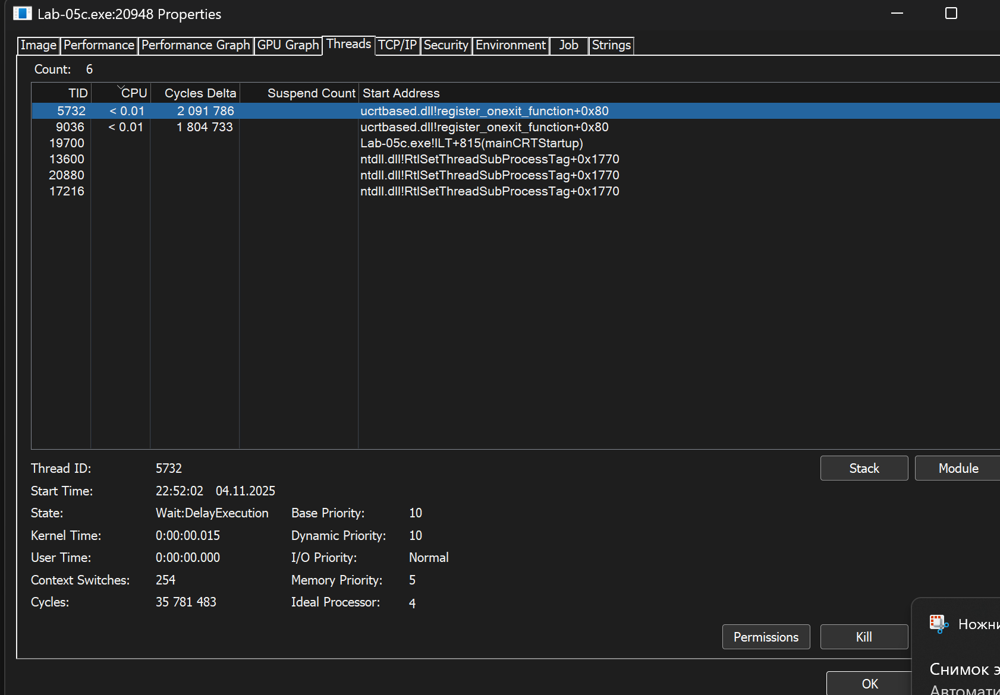 Lab-05c.exe:20948 Properties
Image Performance Performance Graph GPU Graph Threads TCP/IP Security Environment Job Strings
Count: 6
TID CPU Cycles Delta Suspend Count Start Address
5732 < 0.01 2 091 786 ucrtbased.dll!register_onexit_function+0x80
9036 < 0.01 1 804 733 ucrtbased.dll!register_onexit_function+0x80
19700 Lab-05c.exe!ILT+815(mainCRTStartup)
13600 ntdll.dll!RtlSetThreadSubProcessTag+0x1770
20880 ntdll.dll!RtlSetThreadSubProcessTag+0x1770
17216 ntdll.dll!RtlSetThreadSubProcessTag+0x1770
Thread ID: 5732 Stack Module
Start Time: 22:52:02 04.11.2025
State: Wait:DelayExecution Base Priority: 10
Kernel Time: 0:00:00.015 Dynamic Priority: 10
User Time: 0:00:00.000 I/O Priority: Normal
Context Switches: 254 Memory Priority: 5
Cycles: 35 781 483 Ideal Processor: 4
Permissions Kill
OK
Снимок